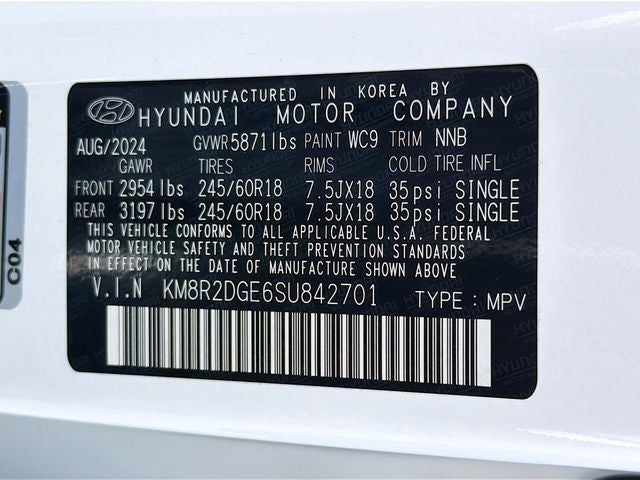 MANUFACTURED IN KOREA BY
HYUNDAI MOTOR COMPANY
AUG/2024 GVWR 5871lbs PAINT WC9 TRIM NNB
GAWR TIRES RIMS COLD TIRE INFL
FRONT 2954 lbs 245/60R18 7.5JX18 35psi SINGLE
REAR 3197 lbs 245/60R18 7.5JX18 35psi SINGLE
THIS VEHICLE CONFORMS TO ALL APPLICABLE U.S.A. FEDERAL
MOTOR VEHICLE SAFETY AND THEFT PREVENTION STANDARDS
IN EFFECT ON THE DATE OF MANUFACTURE SHOWN ABOVE
V.I.N KM8R2DGE6SU842701 TYPE : MPV
C04